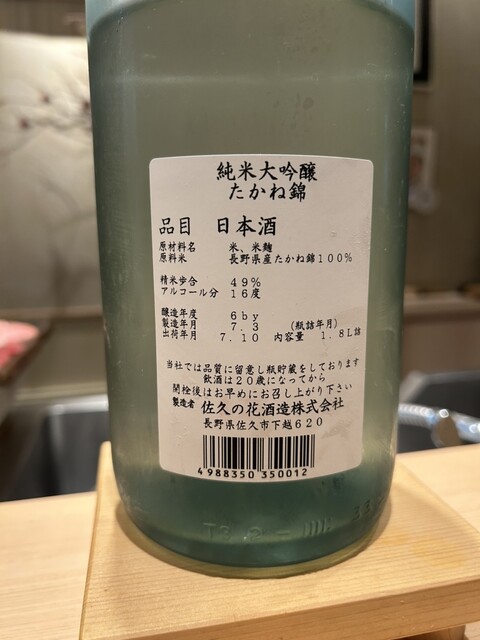 純米大吟醸
たかね錦
品目 日本酒
原材料名 米、米麹
原料米 長野県産たかね錦100%
精米歩合 49%
アルコール分 16度
醸造年度 6by
製造年月 7.3 (瓶詰年月)
出荷年月 7.10 内容量 1.8L詰
当社では品質に留意し瓶貯蔵をしております
飲酒は20歳になってから
開栓後はお早めにお召し上がり下さい
製造者 佐久の花酒造株式会社
長野県佐久市下越620
4988350350012